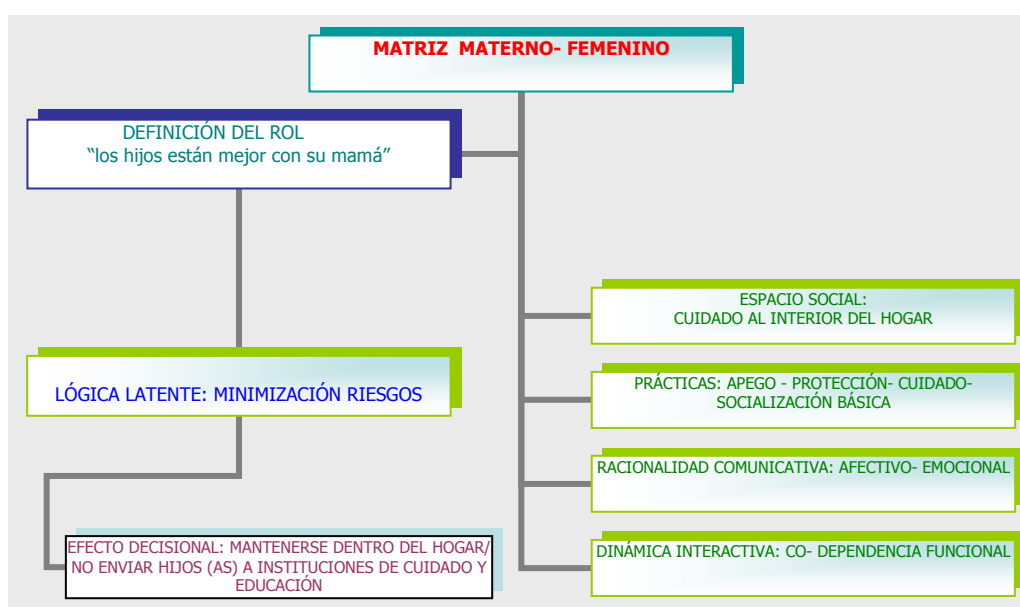 MATRIZ MATERNO- FEMENINO
DEFINICIÓN DEL ROL
“los hijos están mejor con su mamá”
ESPACIO SOCIAL:
CUIDADO AL INTERIOR DEL HOGAR
LÓGICA LATENTE: MINIMIZACIÓN RIESGOS
PRÁCTICAS: APEGO - PROTECCIÓN- CUIDADO-
SOCIALIZACIÓN BÁSICA
RACIONALIDAD COMUNICATIVA: AFECTIVO- EMOCIONAL
EFECTO DECISIONAL: MANTENERSE DENTRO DEL HOGAR/
NO ENVIAR HIJOS (AS) A INSTITUCIONES DE CUIDADO Y
EDUCACIÓN
DINÁMICA INTERACTIVA: CO- DEPENDENCIA FUNCIONAL